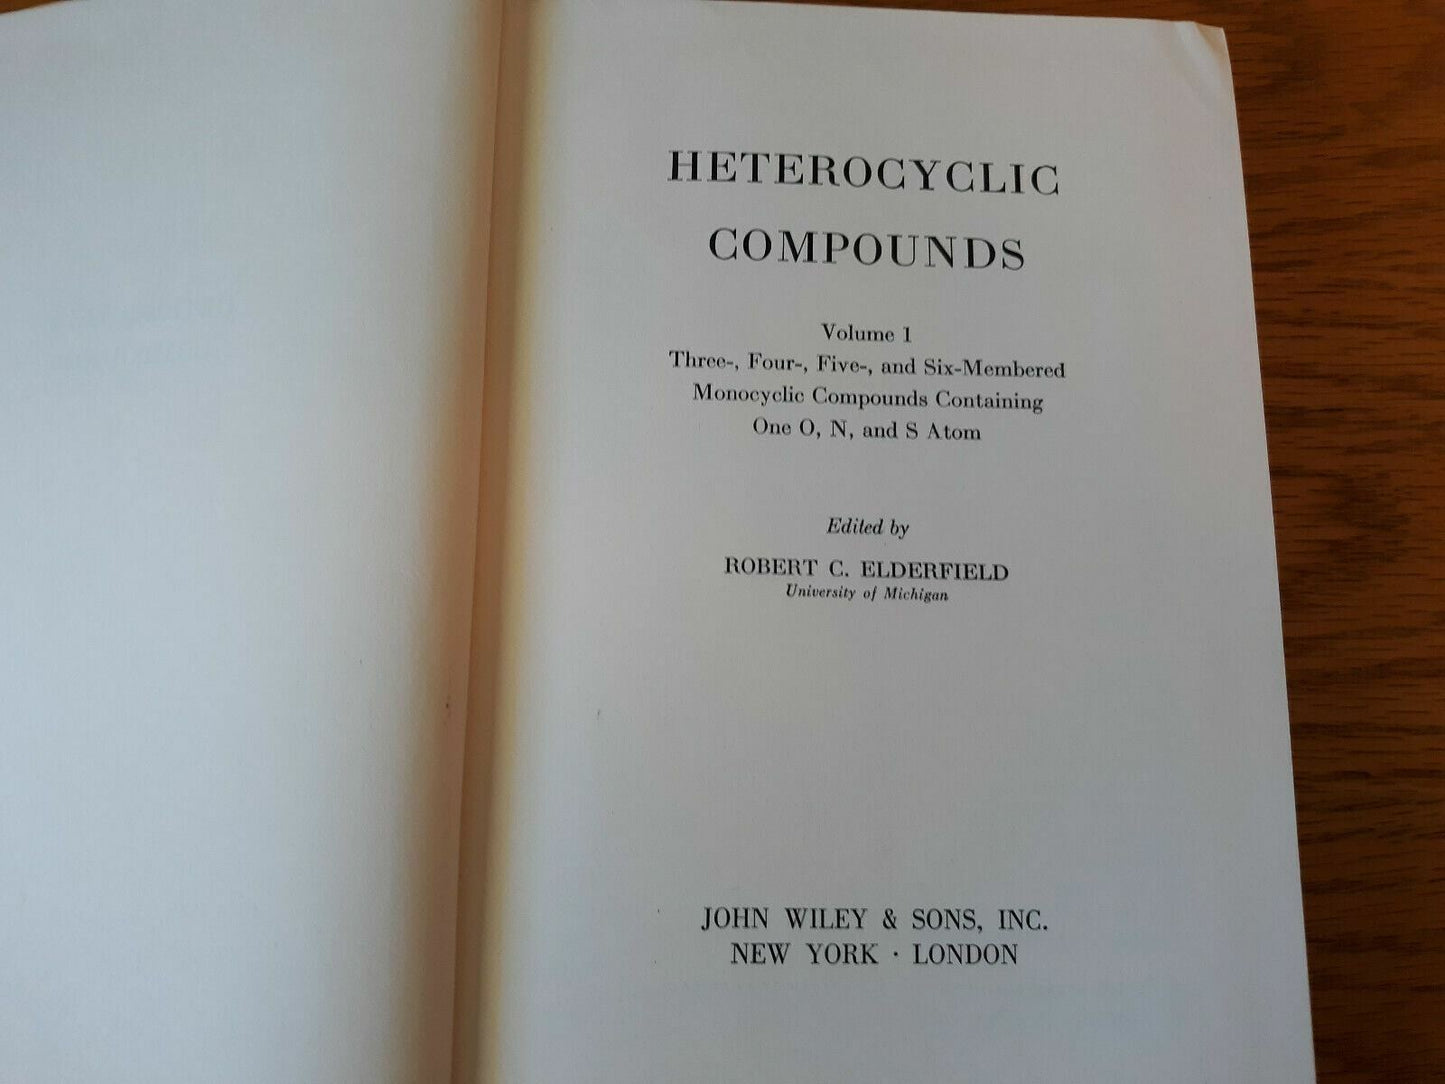 HETEROCYCLIC
COMPOUNDS
Volume 1
Three-, Four-, Five-, and Six-Membered
Monocyclic Compounds Containing
One O, N, and S Atom
Edited by
ROBERT C. ELDERFIELD
University of Michigan
JOHN WILEY & SONS, INC.
NEW YORK · LONDON